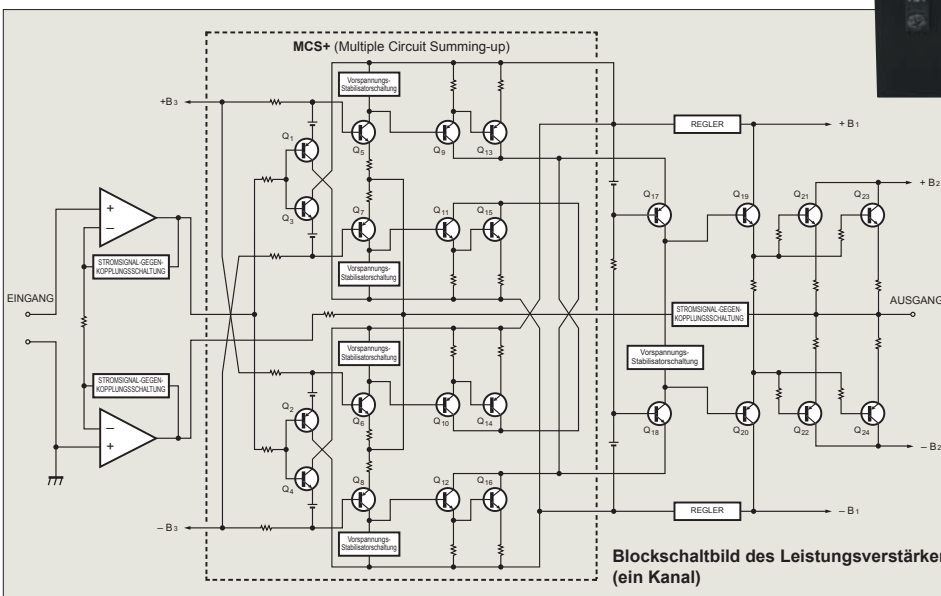 MCS+ (Multiple Circuit Summing-up)
Vorspannungs-
Stabilisatorschaltung
+B3
Q1
Q5
Q9
Q13
REGLER
+ B1
+ B2
Q3
Q7
Q11
Q15
Q17
Q19
Q21
Q23
+
−
STROMSIGNAL-GEGEN-
KOPPLUNGSSCHALTUNG
Vorspannungs-
Stabilisatorschaltung
EINGANG
STROMSIGNAL-GEGEN-
KOPPLUNGSSCHALTUNG
AUSGANG
Vorspannungs-
Stabilisatorschaltung
Vorspannungs-
Stabilisatorschaltung
STROMSIGNAL-GEGEN-
KOPPLUNGSSCHALTUNG
−
+
Q2
Q6
Q10
Q14
Q18
Q20
Q22
Q24
− B2
Q4
Q8
Q12
Q16
− B3
REGLER
− B1
Vorspannungs-
Stabilisatorschaltung
Blockschaltbild des Leistungsverstärker
(ein Kanal)